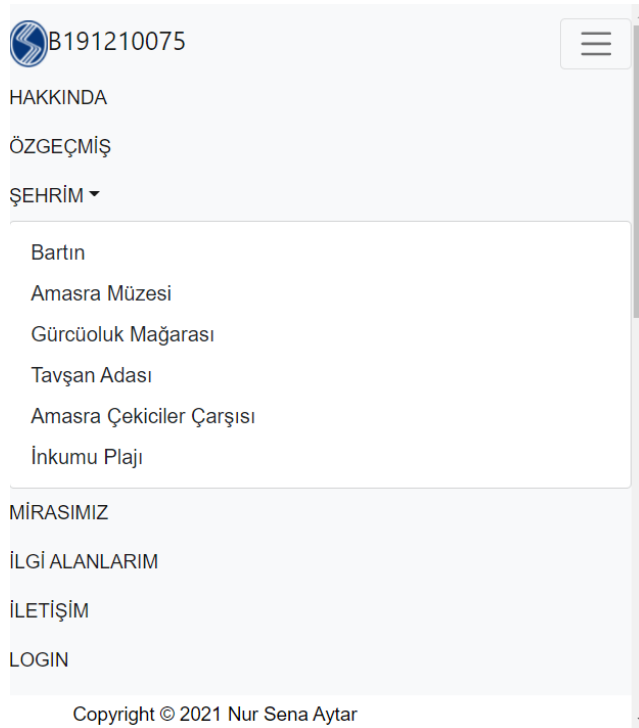 B191210075
HAKKINDA
ÖZGEÇMİŞ
ŞEHRİM
Bartın
Amasra Müzesi
Gürcüoluk Mağarası
Tavşan Adası
Amasra Çekiciler Çarşısı
İnkumu Plajı
MİRASIMIZ
İLGİ ALANLARIM
İLETİŞİM
LOGIN
Copyright © 2021 Nur Sena Aytar